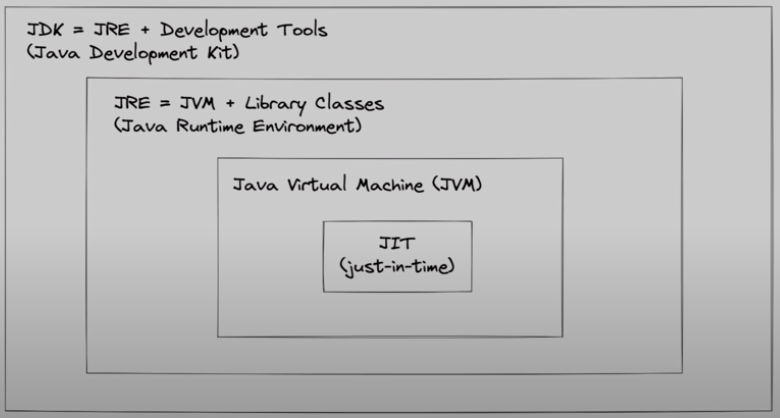 JDK = JRE + Development Tools
(Java Development Kit)
JRE = JVM + Library Classes
(Java Runtime Environment)
Java Virtual Machine (JVM)
JIT
(just-in-time)